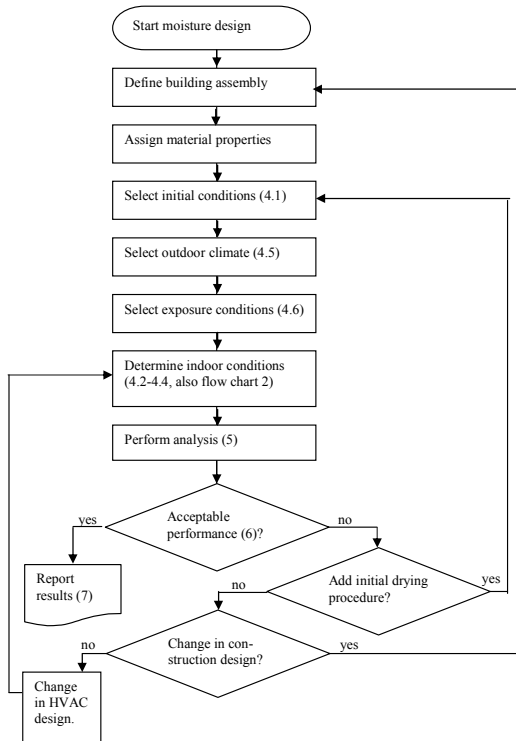 Start moisture design
Define building assembly
Assign material properties
Select initial conditions (4.1)
Select outdoor climate (4.5)
Select exposure conditions (4.6)
Determine indoor conditions
(4.2-4.4, also flow chart 2)
Perform analysis (5)
Acceptable
performance (6)?
yes
no
Report
results (7)
Add initial drying
procedure?
yes
no
Change in con-
struction design?
no
yes
Change
in HVAC
design.